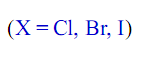 (X = Cl, Br, I)